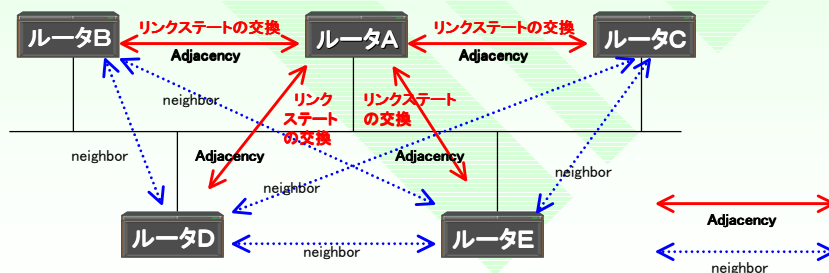 リンクステートの交換
リンクステートの交換
ルータB
ルータA
ルータC
Adjacency
Adjacency
neighbor
リンク
ステート
の交換
リンクステート
の交換
neighbor
Adjacency
Adjacency
neighbor
neighbor
ルータD
ルータE
neighbor
Adjacency
neighbor